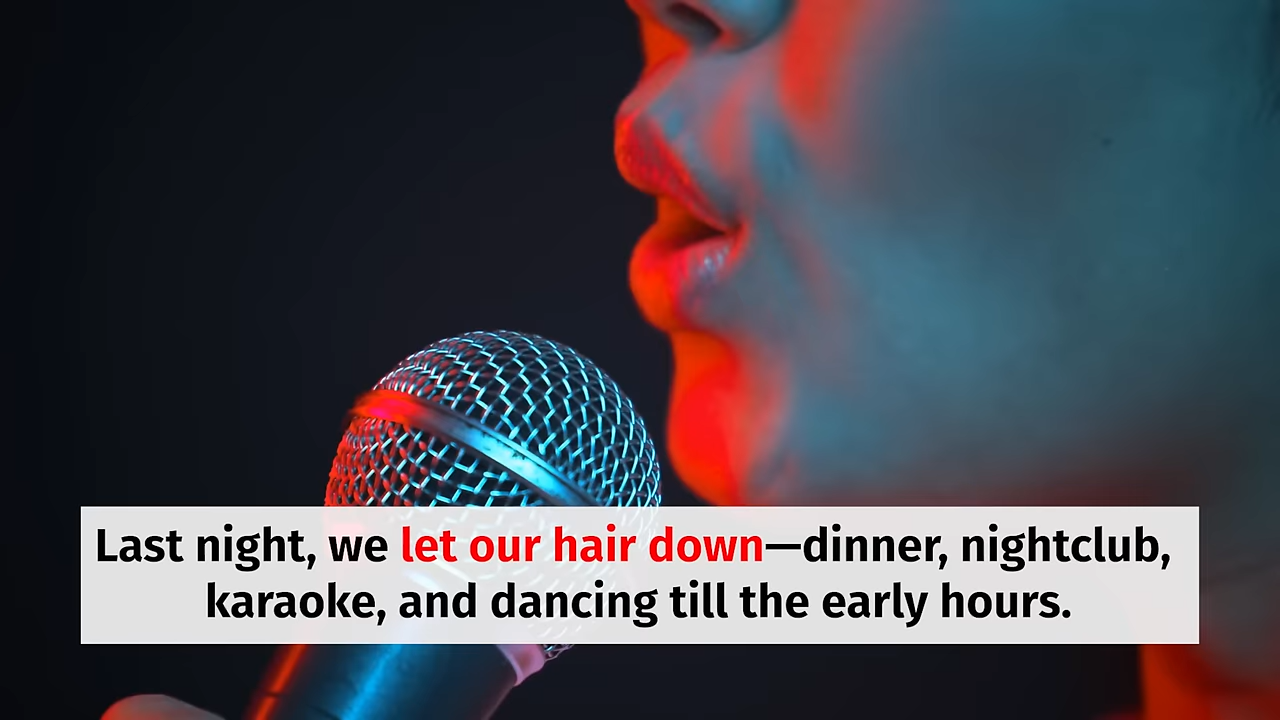 Last night, we let our hair down—dinner, nightclub,
karaoke, and dancing till the early hours.